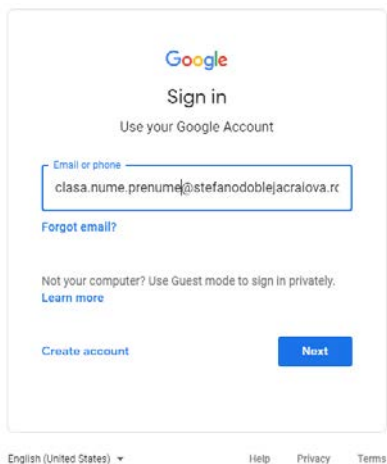 Google
Sign in
Use your Google Account
Email or phone
clasa.nume.prenume@stefanodoblejacraiova.rc
Forgot email?
Not your computer? Use Guest mode to sign in privately.
Learn more
Create account
Next
English (United States)
Help Privacy Terms